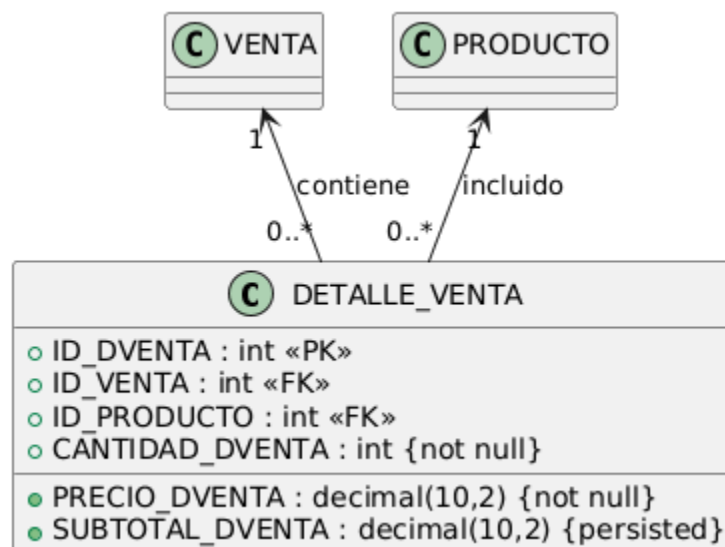 C VENTA
C PRODUCTO
1
1
contiene
incluido
0..*
0..*
C DETALLE_VENTA
ID_DVENTA : int «PK»
ID_VENTA : int «FK»
ID_PRODUCTO : int «FK»
CANTIDAD_DVENTA : int {not null}
PRECIO_DVENTA : decimal(10,2) {not null}
SUBTOTAL_DVENTA : decimal(10,2) {persisted}